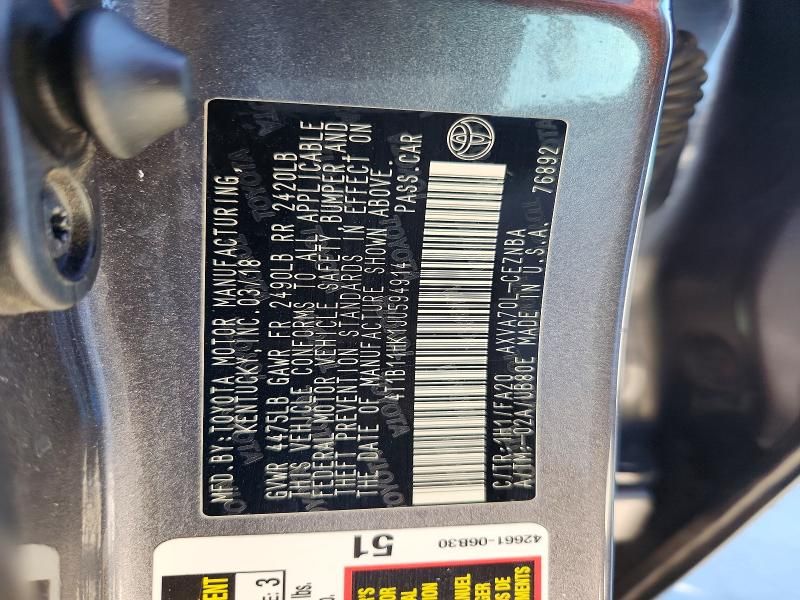 MFD.BY:TOYOTA MOTOR MANUFACTURING,
KENTUCKY, INC.03/18
GVWR 4475LB GAWR FR 2490LB RR 2420LB
THIS VEHICLE CONFORMS TO ALL APPLICABLE
FEDERAL MOTOR VEHICLE SAFETY, BUMPER, AND
THEFT PREVENTION STANDARDS IN EFFECT ON
THE DATE OF MANUFACTURE SHOWN ABOVE.
4T1B11HK1JU594914 PASS.CAR
C/TR:1H1/FA20 AXVA70L-CEZNBA
A/TM:-02A/UB80E MADE IN U.S.A. 76892
51
42661-06B30